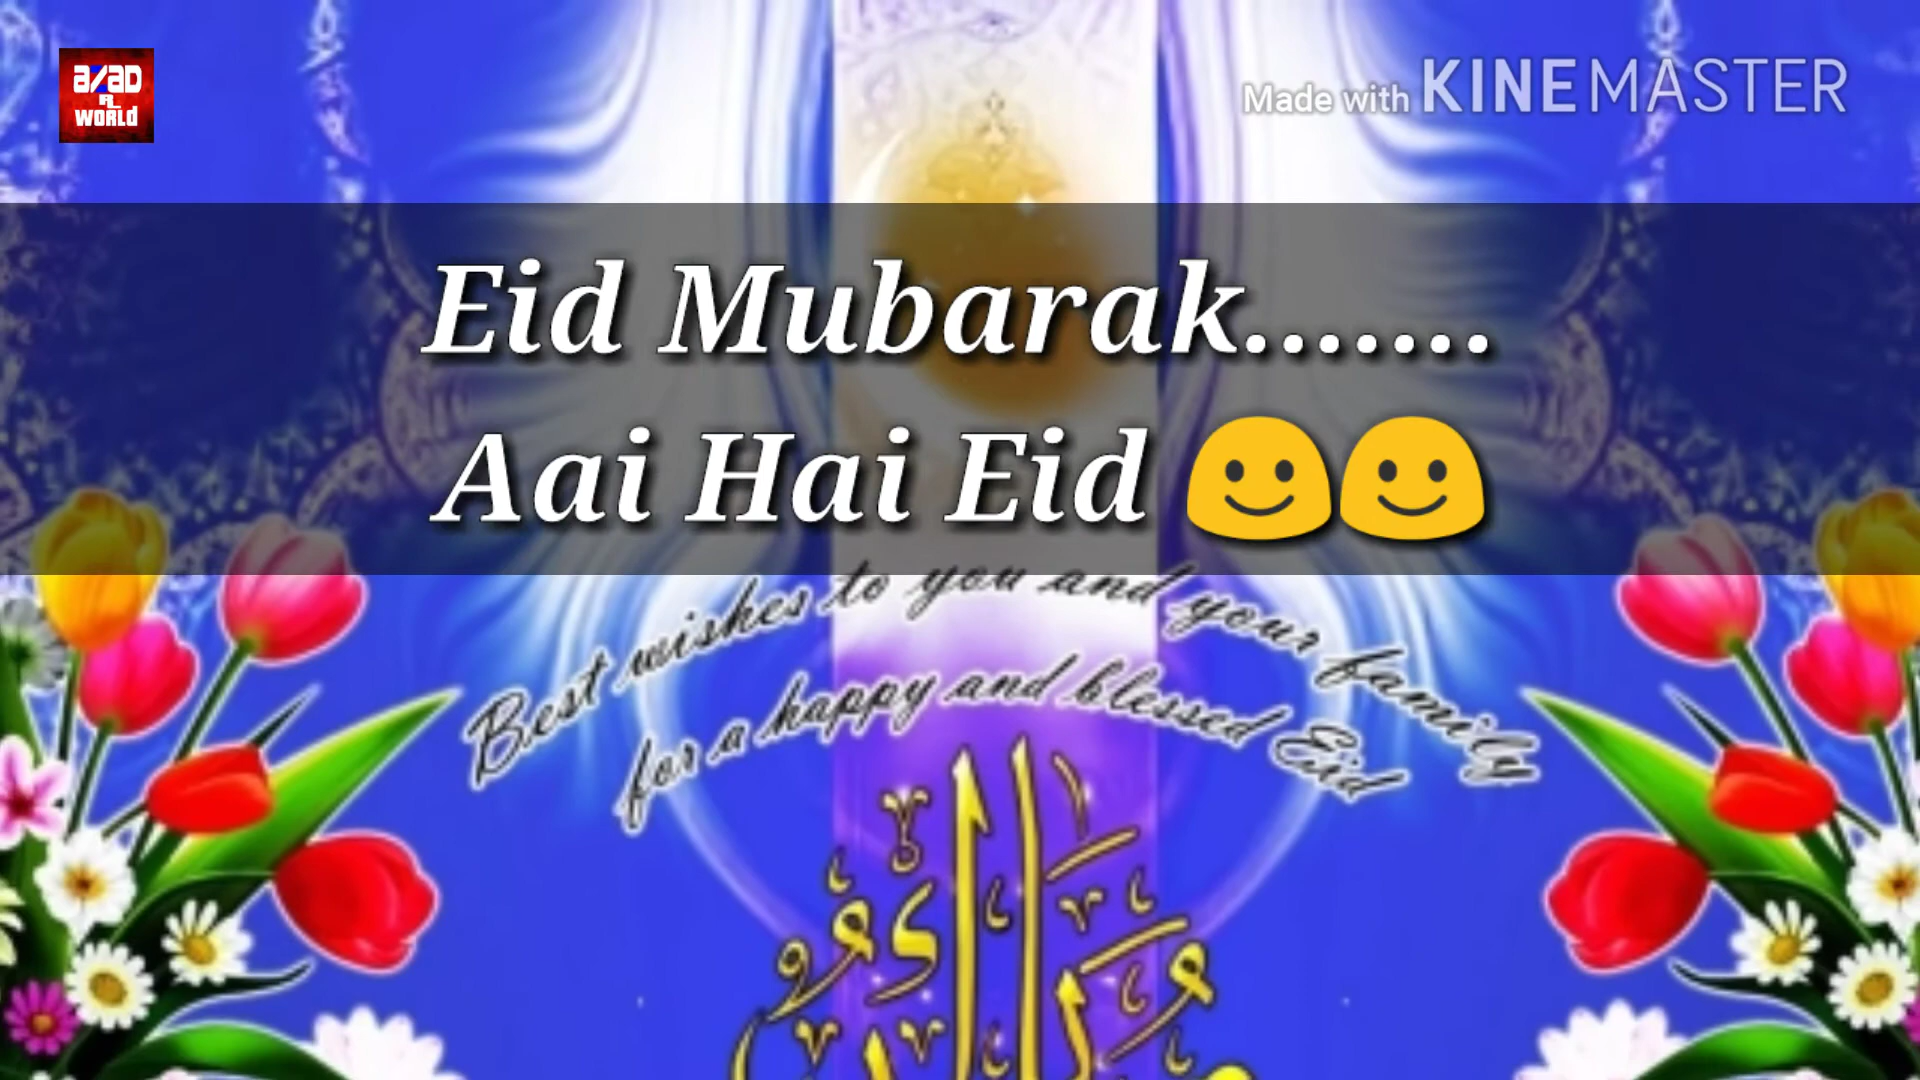 AZAD
R
WORLD
Made with KINEMASTER
Eid Mubarak.......
Aai Hai Eid 🙂🙂
Best wishes to you and your family
for a happy and blessed Eid